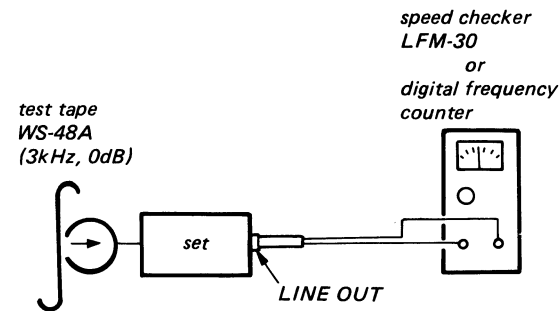 speed checker
LFM-30
or
digital frequency
counter
test tape
WS-48A
(3kHz, 0dB)
set
LINE OUT